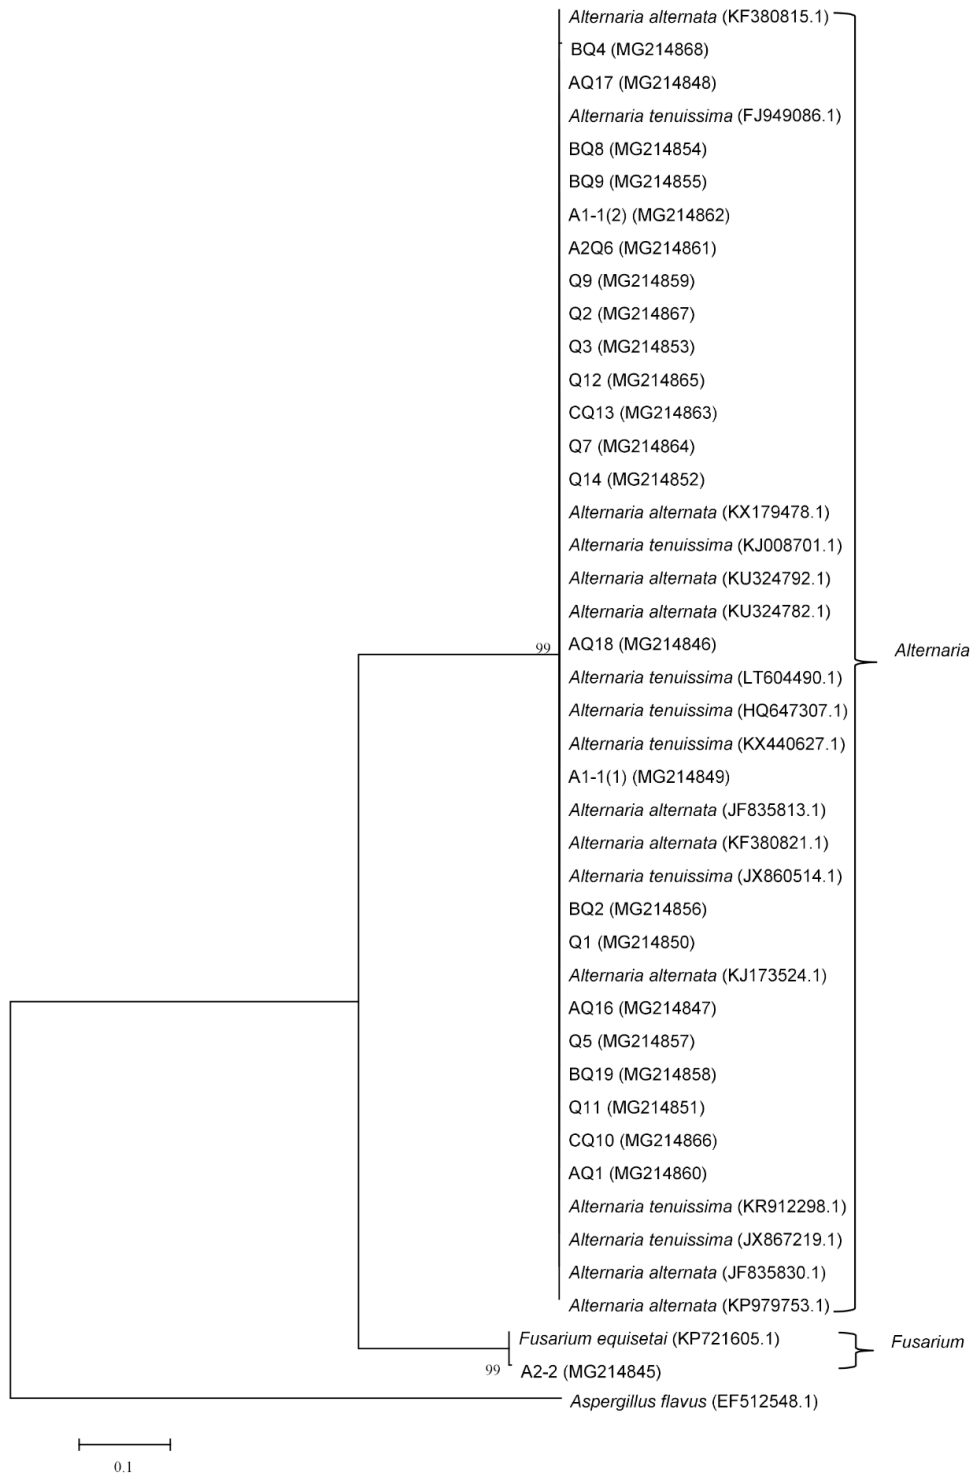 Alternaria alternata (KF380815.1)
BQ4 (MG214868)
AQ17 (MG214848)
Alternaria tenuissima (FJ949086.1)
BQ8 (MG214854)
BQ9 (MG214855)
A1-1(2) (MG214862)
A2Q6 (MG214861)
Q9 (MG214859)
Q2 (MG214867)
Q3 (MG214853)
Q12 (MG214865)
CQ13 (MG214863)
Q7 (MG214864)
Q14 (MG214852)
Alternaria alternata (KX179478.1)
Alternaria tenuissima (KJ008701.1)
Alternaria alternata (KU324792.1)
Alternaria alternata (KU324782.1)
99
AQ18 (MG214846)
Alternaria
Alternaria tenuissima (LT604490.1)
Alternaria tenuissima (HQ647307.1)
Alternaria tenuissima (KX440627.1)
A1-1(1) (MG214849)
Alternaria alternata (JF835813.1)
Alternaria alternata (KF380821.1)
Alternaria tenuissima (JX860514.1)
BQ2 (MG214856)
Q1 (MG214850)
Alternaria alternata (KJ173524.1)
AQ16 (MG214847)
Q5 (MG214857)
BQ19 (MG214858)
Q11 (MG214851)
CQ10 (MG214866)
AQ1 (MG214860)
Alternaria tenuissima (KR912298.1)
Alternaria tenuissima (JX867219.1)
Alternaria alternata (JF835830.1)
Alternaria alternata (KP979753.1)
Fusarium equisetai (KP721605.1)
Fusarium
99
A2-2 (MG214845)
Aspergillus flavus (EF512548.1)
0.1